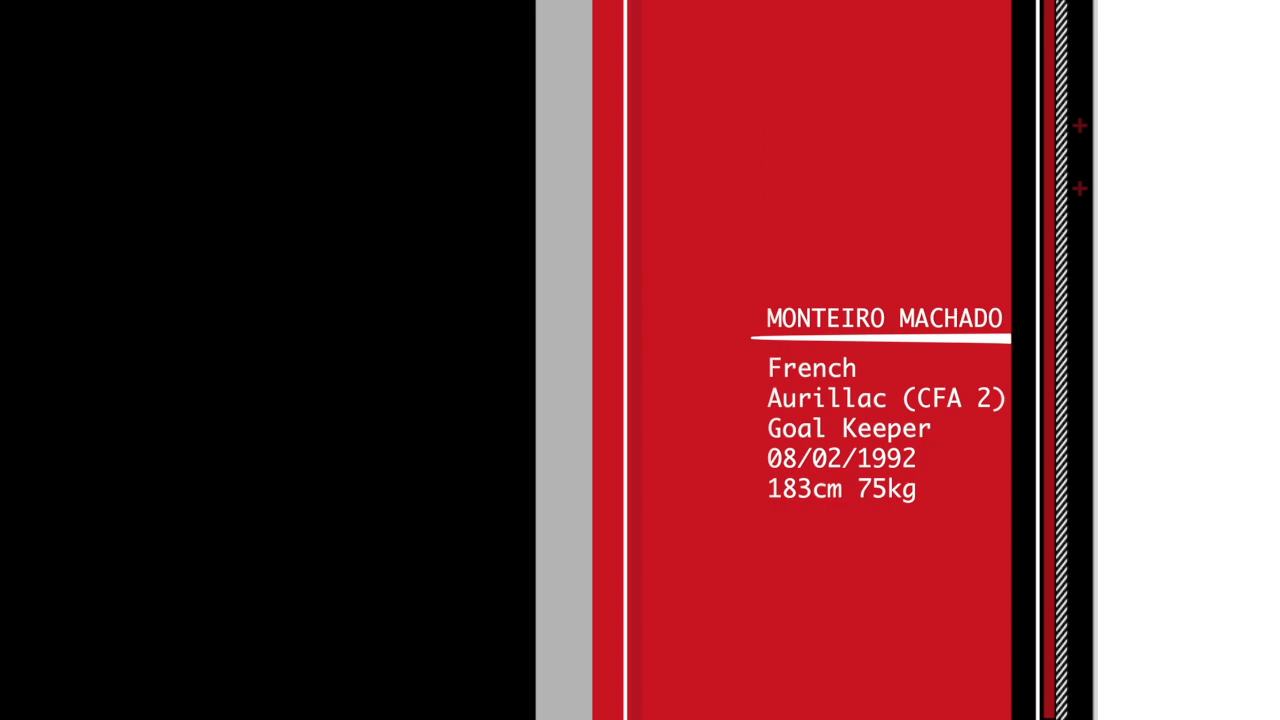 MONTEIRO MACHADO
French
Aurillac (CFA 2)
Goal Keeper
08/02/1992
183cm 75kg